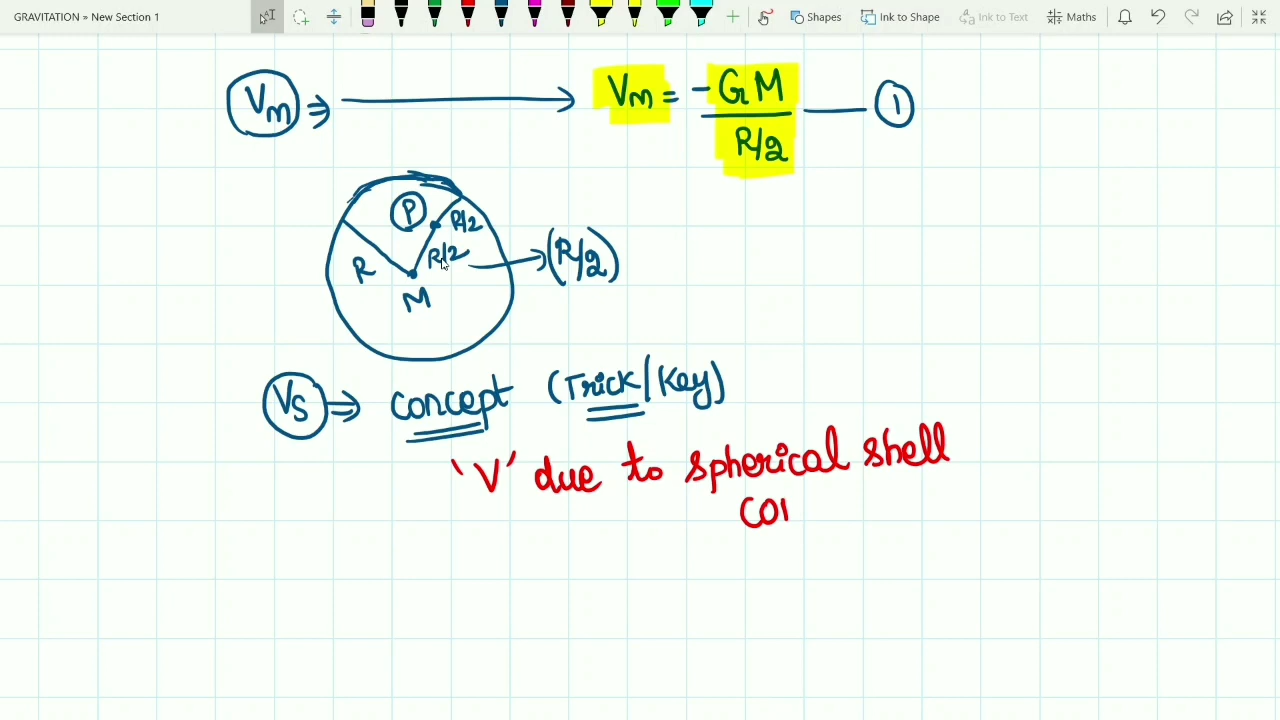 GRAVITATION » New Section 1
Shapes
Ink to Shape
Ink to Text
Maths
Vm ⇒ ⟶ Vm = -GM / R/2 — 1
P
R/2
R/2
R
(R/2)
M
Vs ⇒ concept (Trick/Key)
'V' due to spherical shell